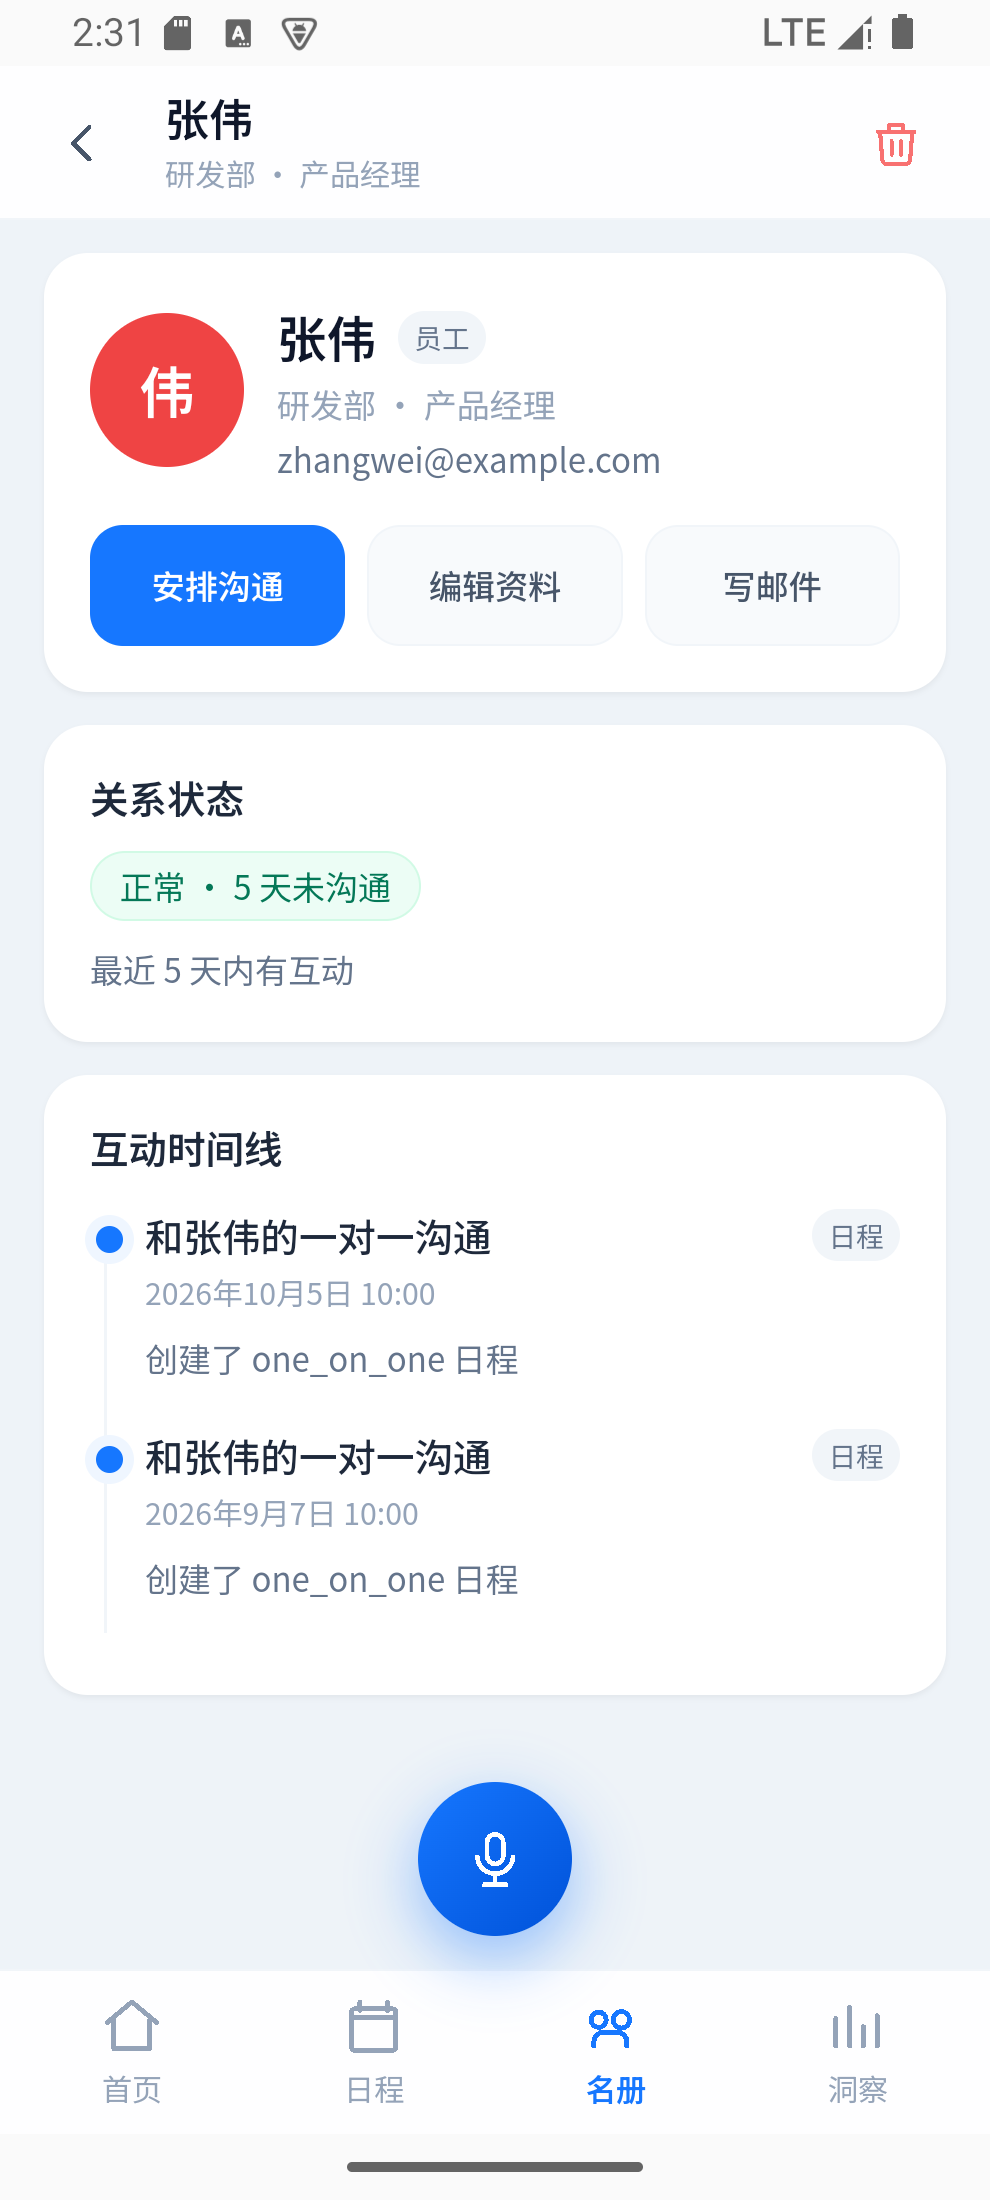 2:31
LTE
张伟
研发部 • 产品经理
伟
张伟
员工
研发部 • 产品经理
zhangwei@example.com
安排沟通
编辑资料
写邮件
关系状态
正常 • 5 天未沟通
最近 5 天内有互动
互动时间线
和张伟的一对一沟通
日程
2026年10月5日 10:00
创建了 one_on_one 日程
和张伟的一对一沟通
日程
2026年9月7日 10:00
创建了 one_on_one 日程
首页
日程
名册
洞察